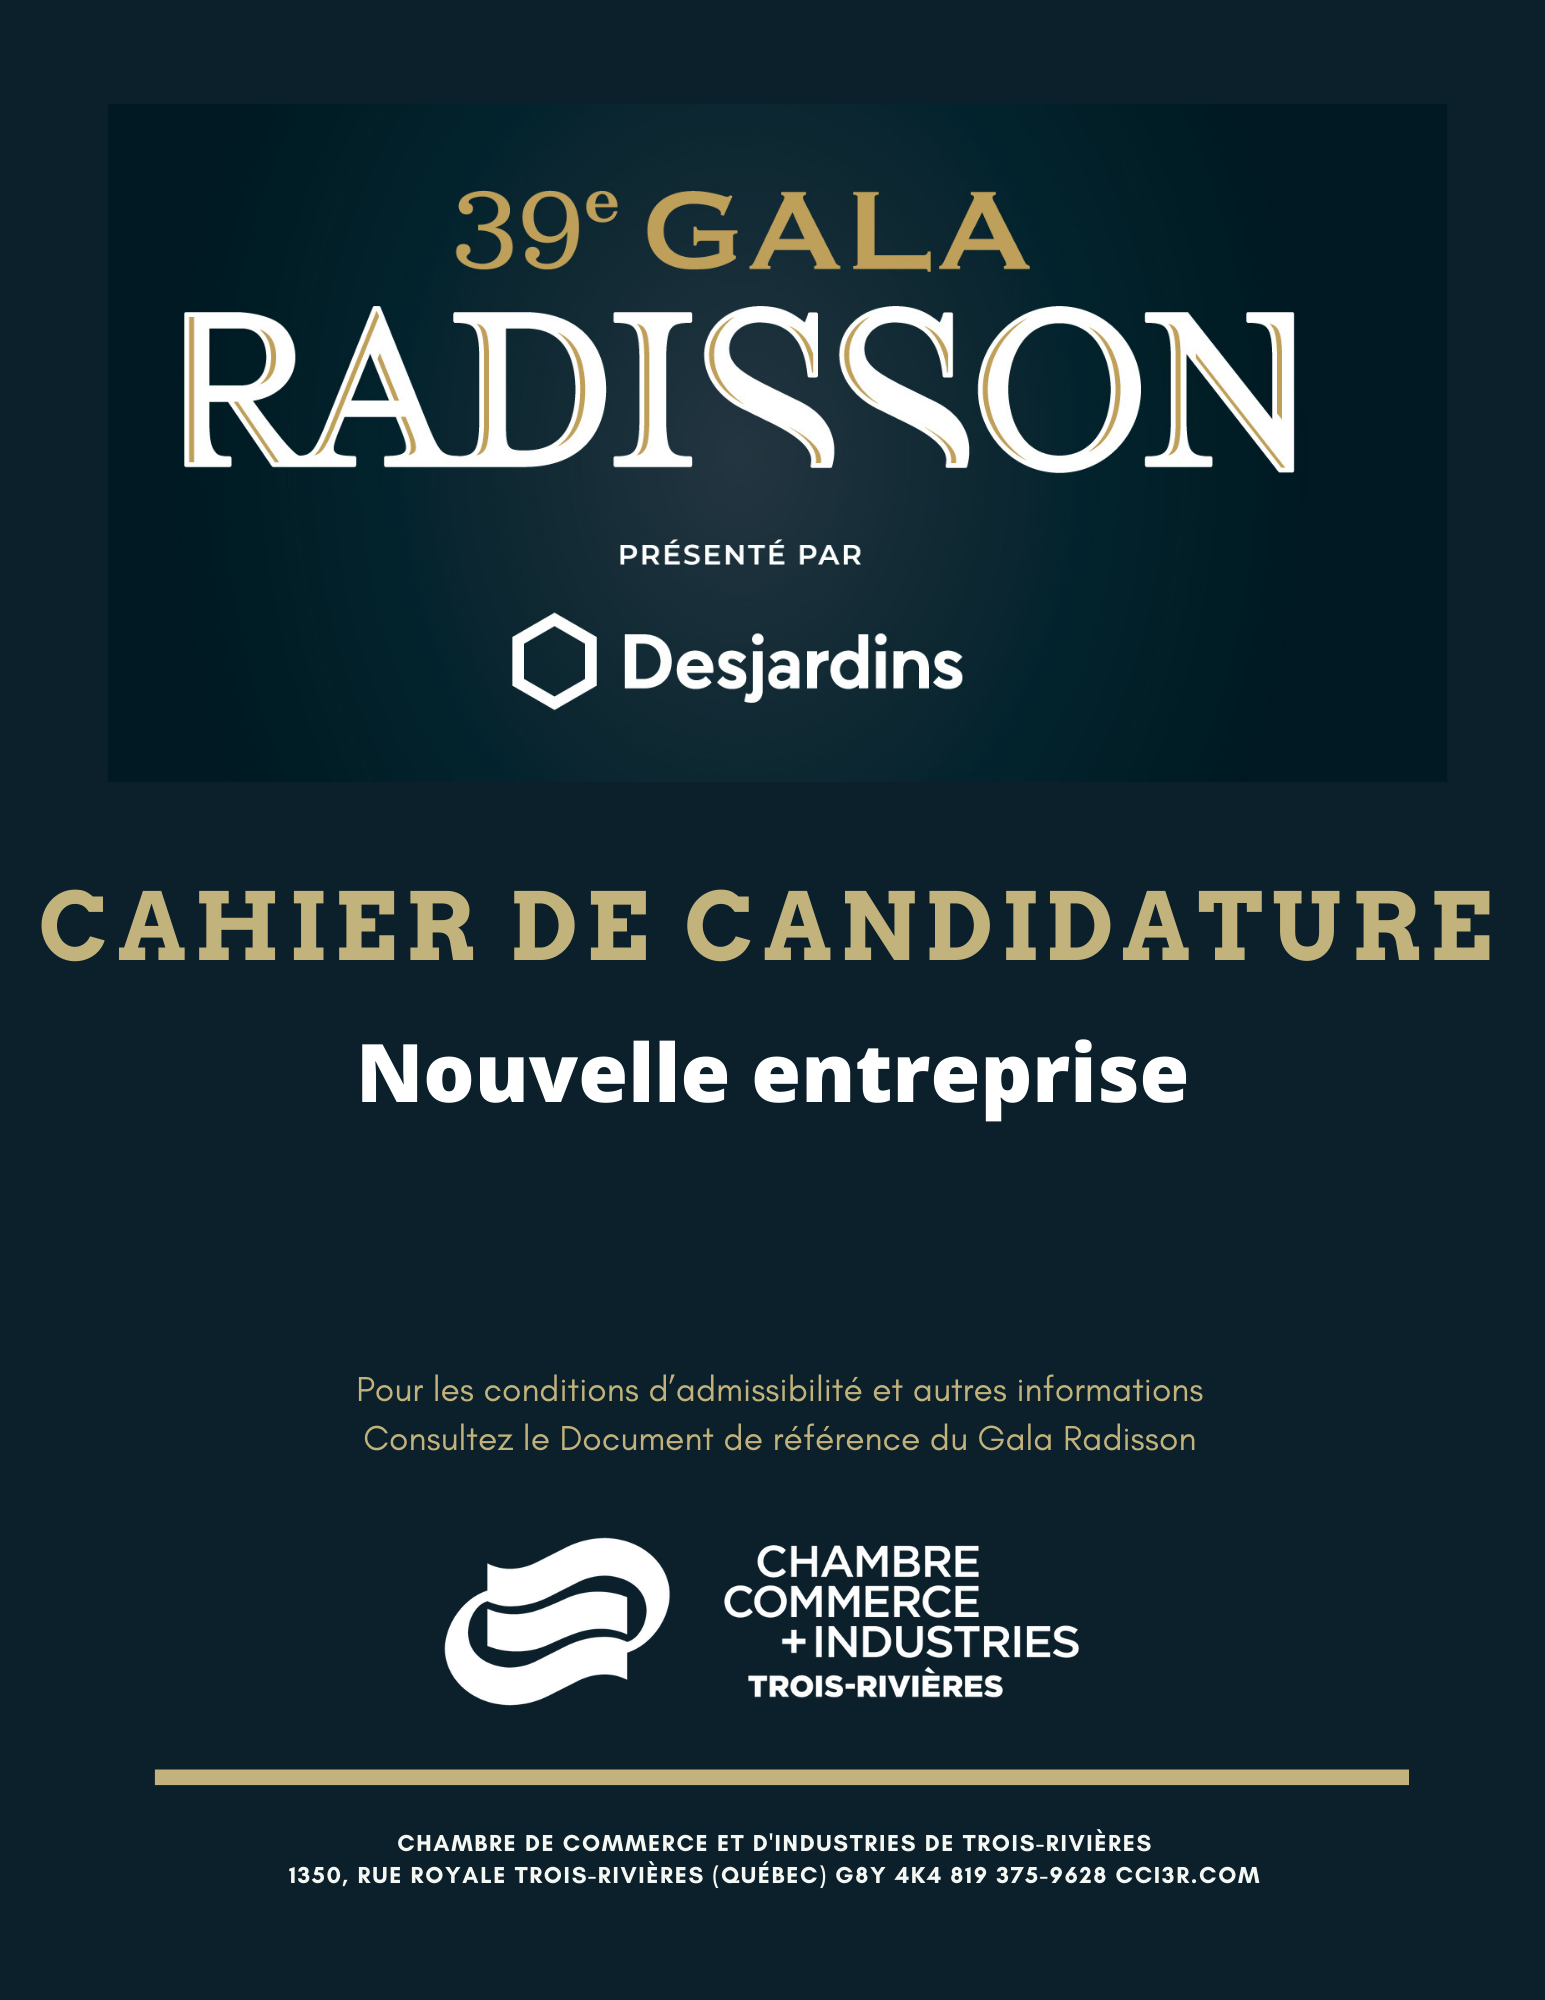 39e GALA
RADISSON
PRÉSENTÉ PAR
Desjardins
CAHIER DE CANDIDATURE
Nouvelle entreprise
Pour les conditions d’admissibilité et autres informations
Consultez le Document de référence du Gala Radisson
CHAMBRE
COMMERCE
+INDUSTRIES
TROIS-RIVIÈRES
CHAMBRE DE COMMERCE ET D'INDUSTRIES DE TROIS-RIVIÈRES
1350, RUE ROYALE TROIS-RIVIÈRES (QUÉBEC) G8Y 4K4 819 375-9628 CCI3R.COM